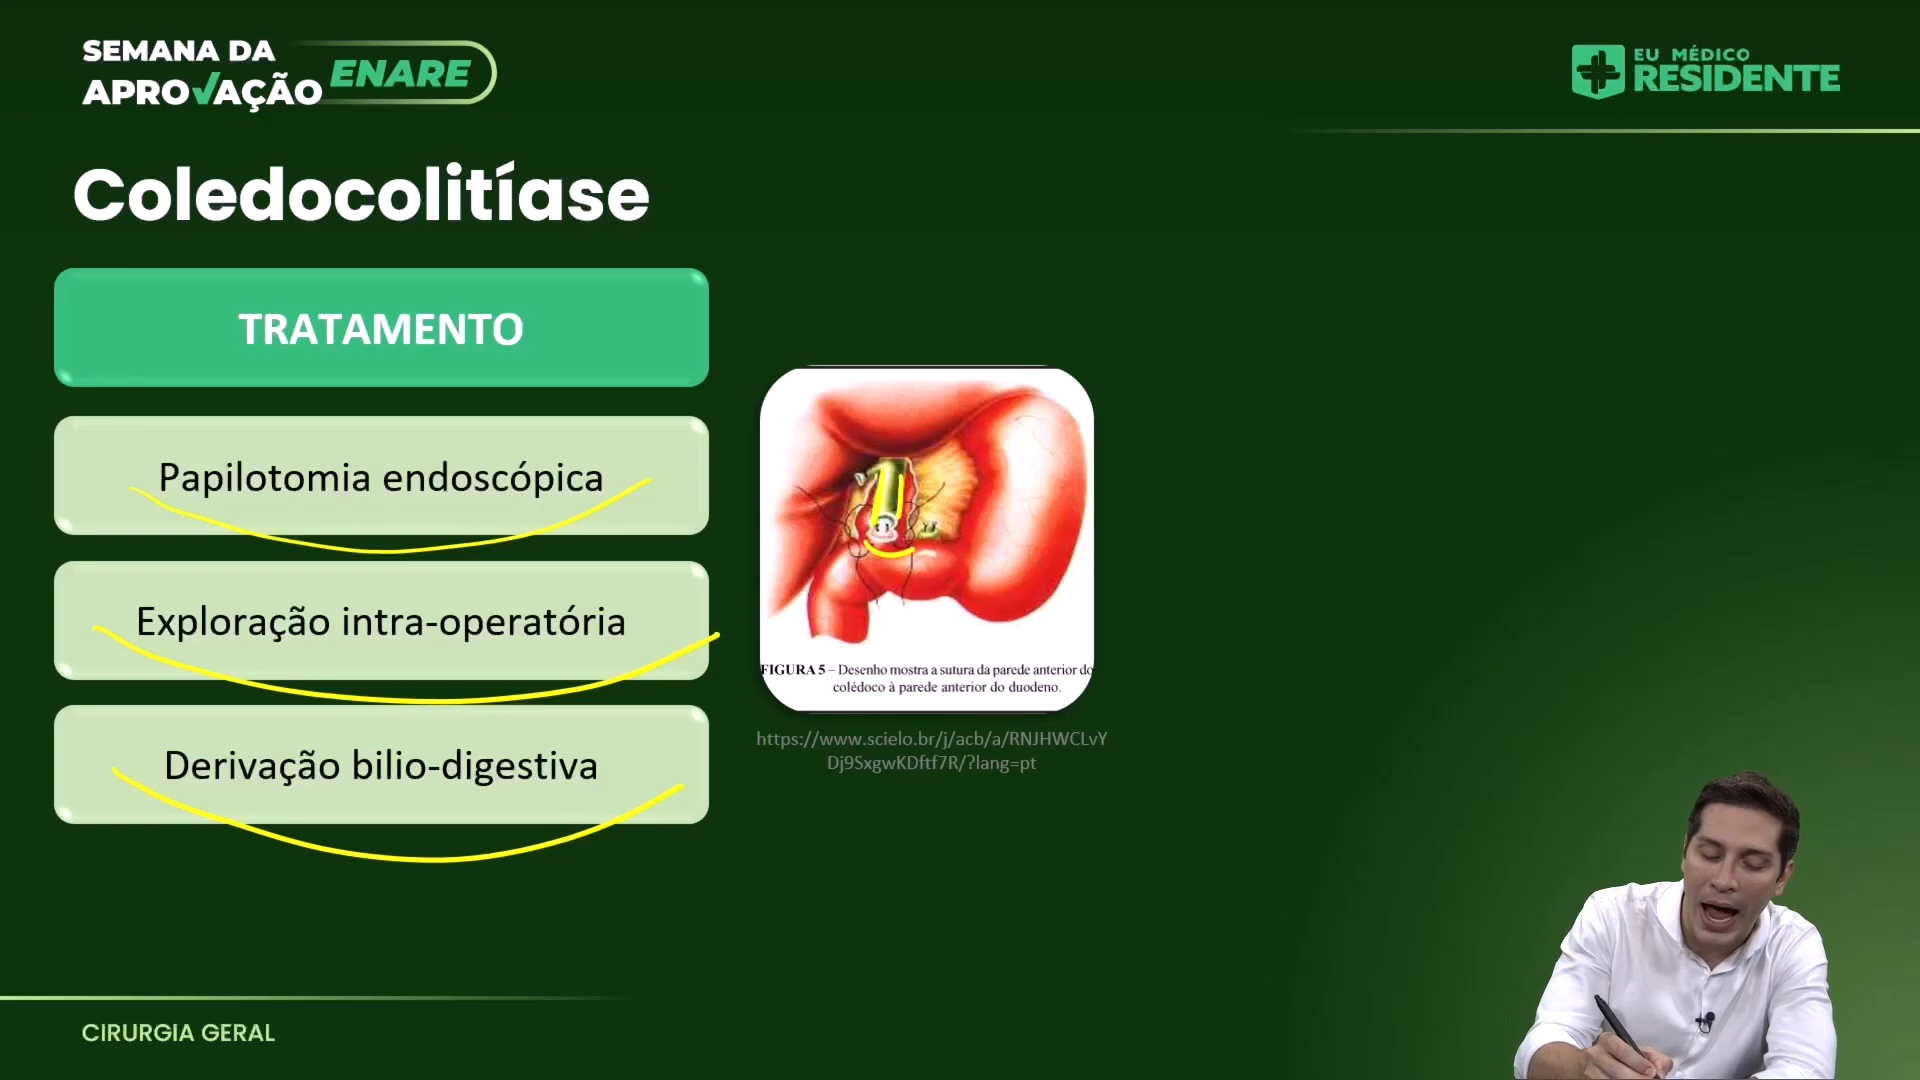 SEMANA DA
APROVAÇÃO ENARE
EU MÉDICO
RESIDENTE
Coledocolitíase
TRATAMENTO
Papilotomia endoscópica
Exploração intra-operatória
Derivação bilio-digestiva
FIGURA 5 – Desenho mostra a sutura da parede anterior do
colédoco à parede anterior do duodeno.
https://www.scielo.br/j/acb/a/RNJHWCLvY
Dj9SxgwKDftf7R/?lang=pt
CIRURGIA GERAL